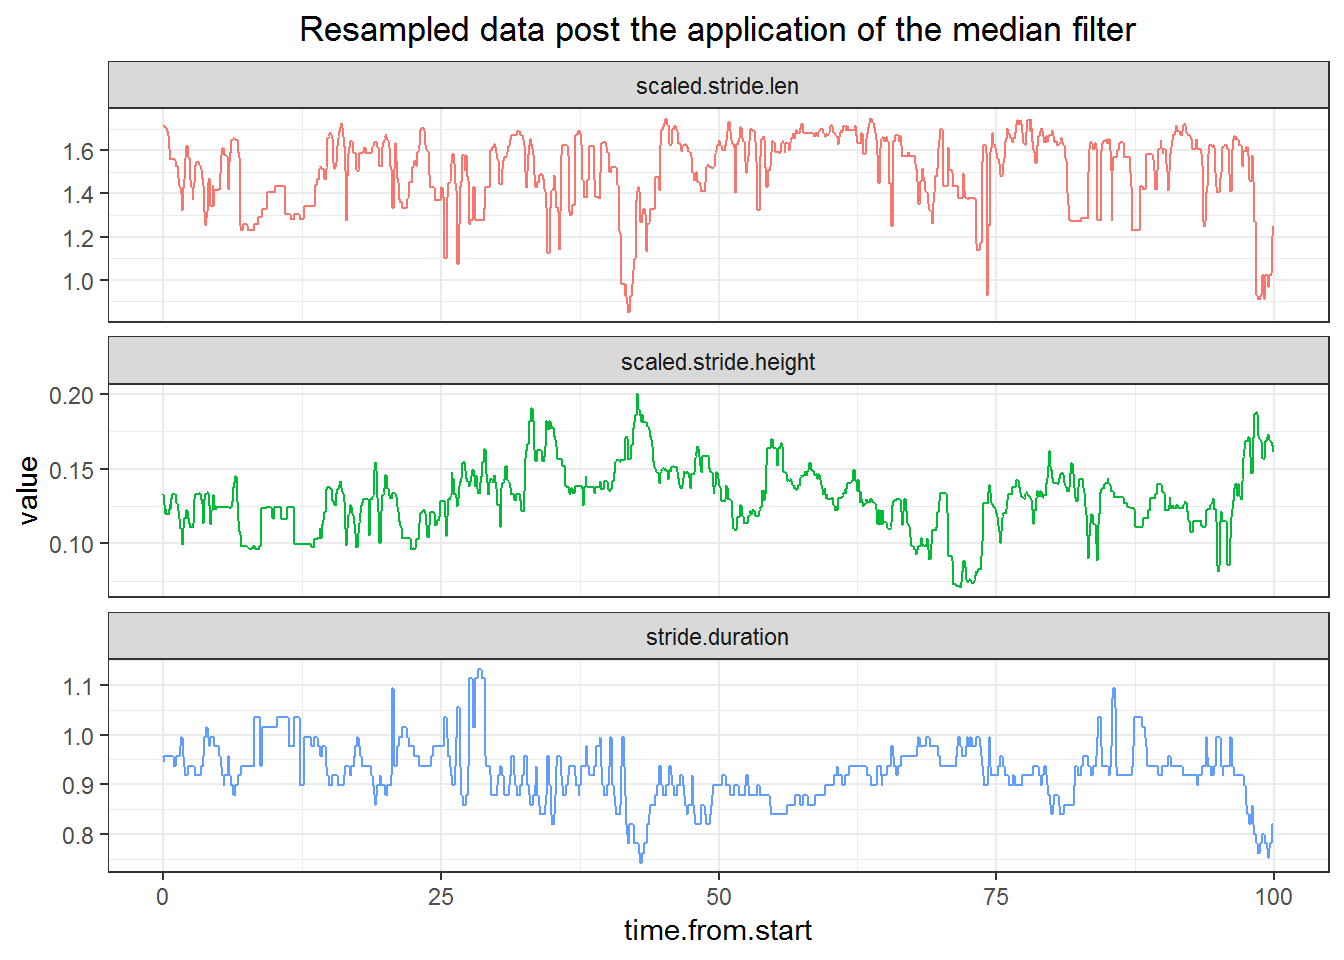 Resampled data post the application of the median filter
scaled.stride.len
1.6
1.4
1.2
1.0
scaled.stride.height
0.20
0.15
0.10
value
stride.duration
1.1
1.0
0.9
0.8
0 25 50 75 100
time.from.start